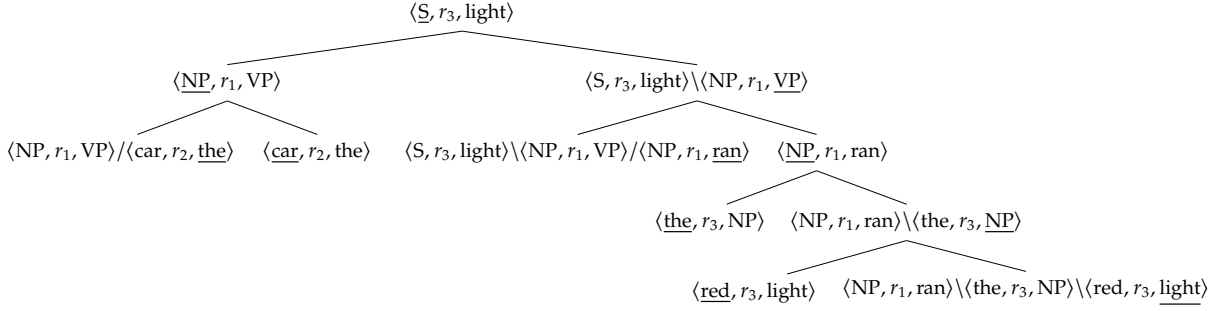 ⟨S, r₃, light⟩
⟨NP, r₁, VP⟩ ⟨S, r₃, light⟩\⟨NP, r₁, VP⟩
⟨NP, r₁, VP⟩/⟨car, r₂, the⟩ ⟨car, r₂, the⟩ ⟨S, r₃, light⟩\⟨NP, r₁, VP⟩/⟨NP, r₁, ran⟩ ⟨NP, r₁, ran⟩
⟨the, r₃, NP⟩ ⟨NP, r₁, ran⟩\⟨the, r₃, NP⟩
⟨red, r₃, light⟩ ⟨NP, r₁, ran⟩\⟨the, r₃, NP⟩\⟨red, r₃, light⟩